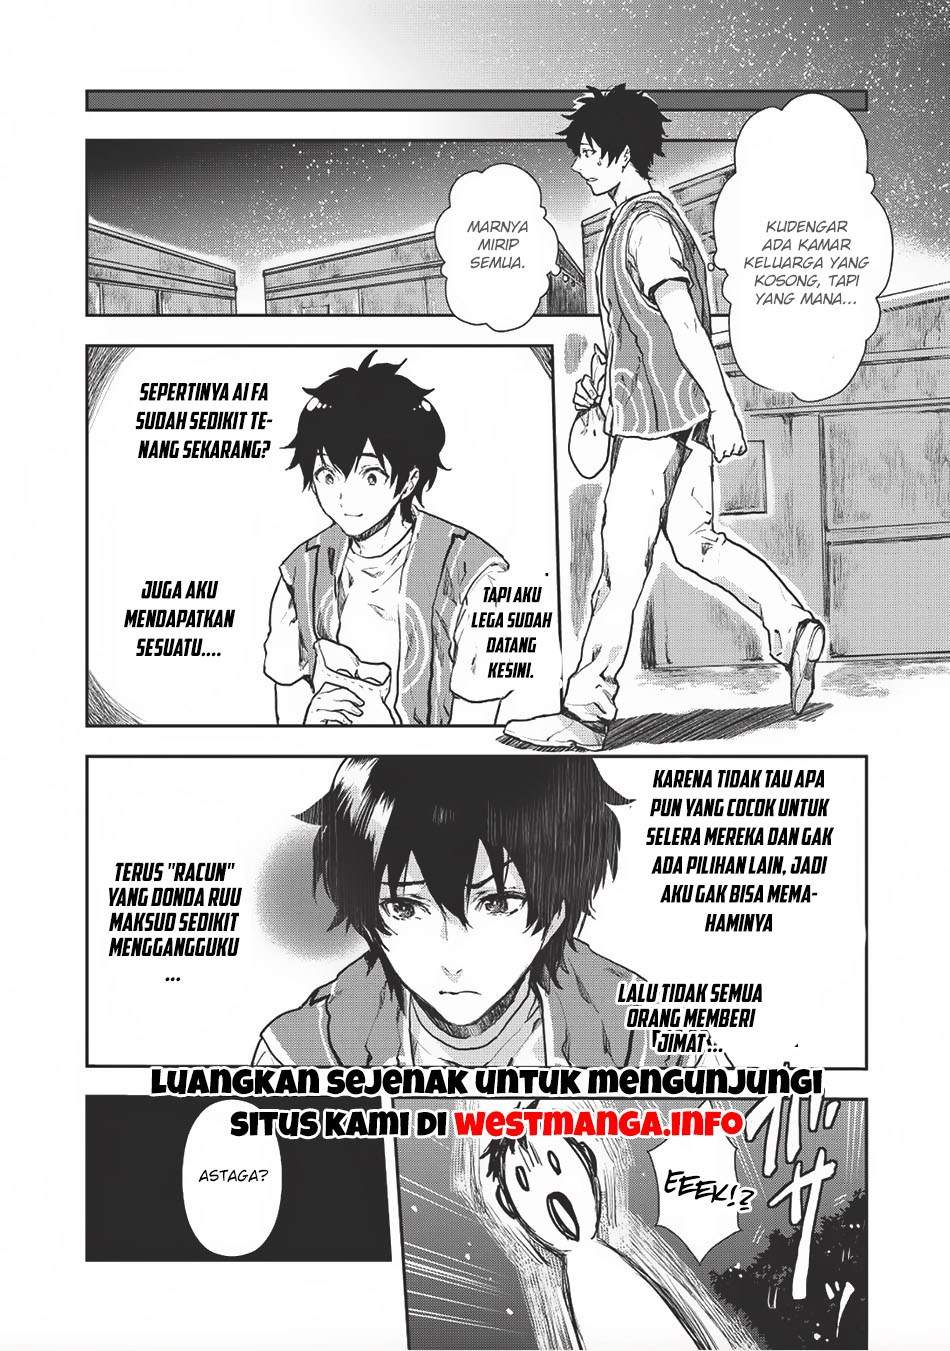 KUDENGAR
ADA KAMAR
KELUARGA YANG
KOSONG, TAPI
YANG MANA...
MARNYA
MIRIP
SEMUA.
SEPERTINYA AI FA
SUDAH SEDIKIT TE-
NANG SEKARANG?
TAPI AKU
LEGA SUDAH
DATANG
KESINI.
JUGA AKU
MENDAPATKAN
SESUATU....
KARENA TIDAK TAU APA
PUN YANG COCOK UNTUK
SELERA MEREKA DAN GAK
ADA PILIHAN LAIN, JADI
AKU GAK BISA MEMA-
HAMINYA
TERUS "RACUN"
YANG DONDA RUU
MAKSUD SEDIKIT
MENGGANGGUKU
...
LALU TIDAK SEMUA
ORANG MEMBERI
JIMAT...
LUANGKAN SEJENAK UNTUK MENGUNJUNGI
SITUS KAMI DI WESTMANGA.INFO
EEEK!?
ASTAGA?